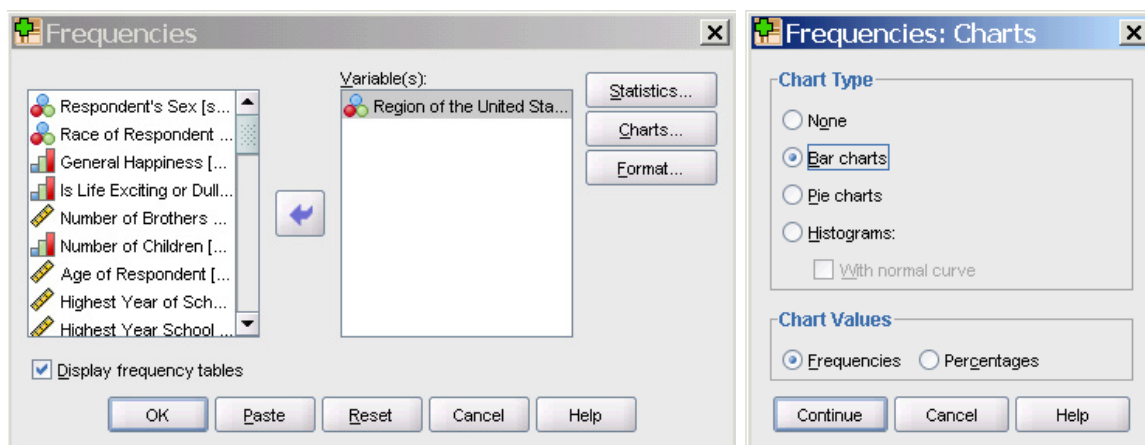 Frequencies
Variable(s):
Respondent's Sex [s...
Race of Respondent ...
General Happiness [...
Is Life Exciting or Dull...
Number of Brothers ...
Number of Children [...
Age of Respondent [...
Highest Year of Sch...
Highest Year School ...
Region of the United Sta...
Statistics...
Charts...
Format...
Display frequency tables
OK Paste Reset Cancel Help
Frequencies: Charts
Chart Type
None
Bar charts
Pie charts
Histograms:
With normal curve
Chart Values
Frequencies Percentages
Continue Cancel Help